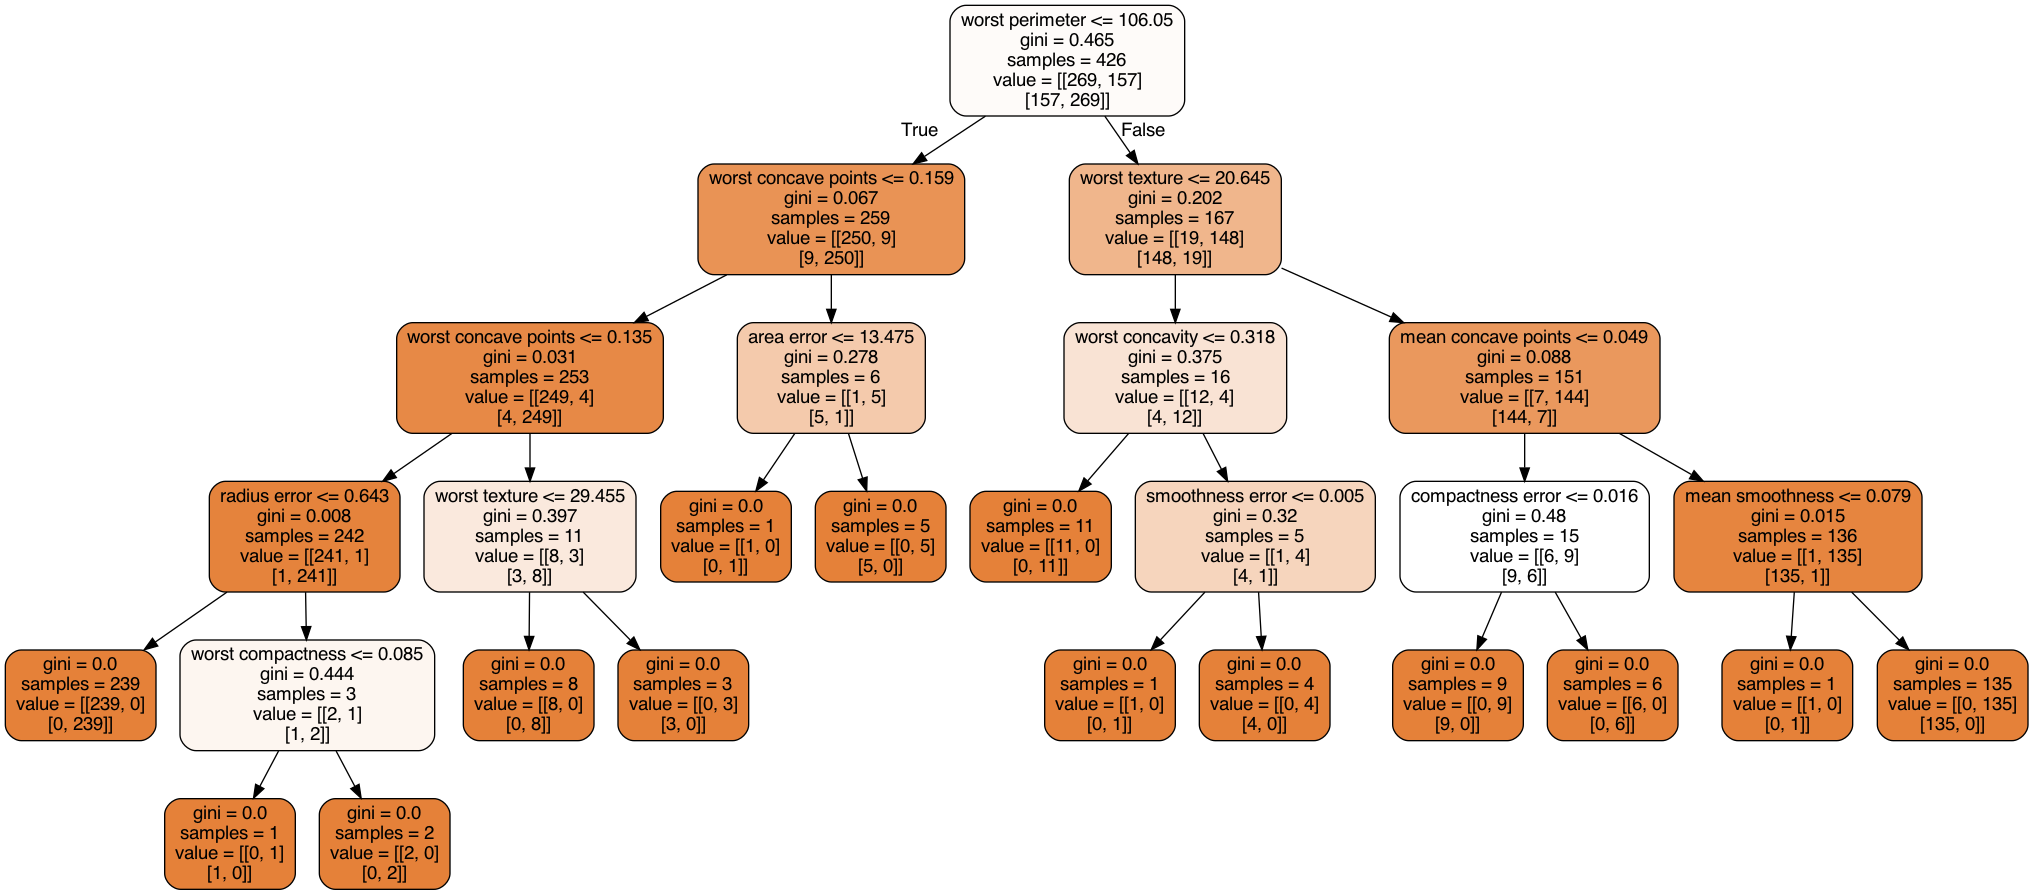 worst perimeter <= 106.05
gini = 0.465
samples = 426
value = [[269, 157]
[157, 269]]
True
False
worst concave points <= 0.159
gini = 0.067
samples = 259
value = [[250, 9]
[9, 250]]
worst texture <= 20.645
gini = 0.202
samples = 167
value = [[19, 148]
[148, 19]]
worst concave points <= 0.135
gini = 0.031
samples = 253
value = [[249, 4]
[4, 249]]
area error <= 13.475
gini = 0.278
samples = 6
value = [[1, 5]
[5, 1]]
worst concavity <= 0.318
gini = 0.375
samples = 16
value = [[12, 4]
[4, 12]]
mean concave points <= 0.049
gini = 0.088
samples = 151
value = [[7, 144]
[144, 7]]
radius error <= 0.643
gini = 0.008
samples = 242
value = [[241, 1]
[1, 241]]
worst texture <= 29.455
gini = 0.397
samples = 11
value = [[8, 3]
[3, 8]]
gini = 0.0
samples = 1
value = [[1, 0]
[0, 1]]
gini = 0.0
samples = 5
value = [[0, 5]
[5, 0]]
gini = 0.0
samples = 11
value = [[11, 0]
[0, 11]]
smoothness error <= 0.005
gini = 0.32
samples = 5
value = [[1, 4]
[4, 1]]
compactness error <= 0.016
gini = 0.48
samples = 15
value = [[6, 9]
[9, 6]]
mean smoothness <= 0.079
gini = 0.015
samples = 136
value = [[1, 135]
[135, 1]]
gini = 0.0
samples = 239
value = [[239, 0]
[0, 239]]
worst compactness <= 0.085
gini = 0.444
samples = 3
value = [[2, 1]
[1, 2]]
gini = 0.0
samples = 8
value = [[8, 0]
[0, 8]]
gini = 0.0
samples = 3
value = [[0, 3]
[3, 0]]
gini = 0.0
samples = 1
value = [[1, 0]
[0, 1]]
gini = 0.0
samples = 4
value = [[0, 4]
[4, 0]]
gini = 0.0
samples = 9
value = [[0, 9]
[9, 0]]
gini = 0.0
samples = 6
value = [[6, 0]
[0, 6]]
gini = 0.0
samples = 1
value = [[1, 0]
[0, 1]]
gini = 0.0
samples = 135
value = [[0, 135]
[135, 0]]
gini = 0.0
samples = 1
value = [[0, 1]
[1, 0]]
gini = 0.0
samples = 2
value = [[2, 0]
[0, 2]]